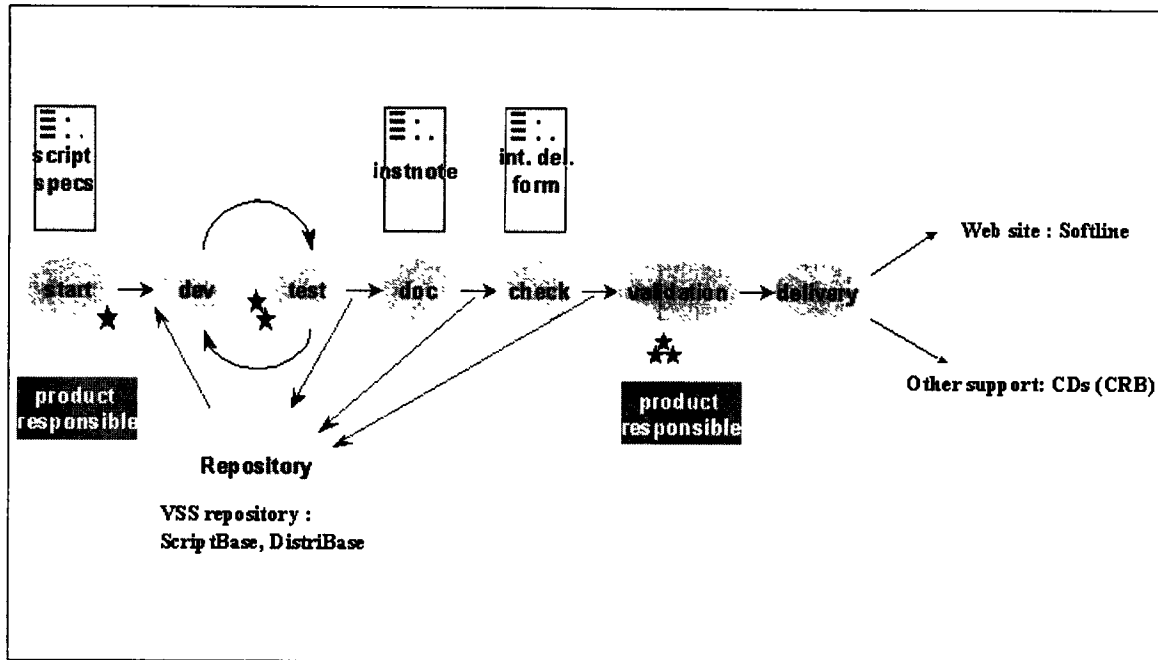 script
specs
instnote
int. del.
form
Web site : Softline
start
dev
test
doc
check
validation
delivery
Other support: CDs (CRB)
product
responsible
product
responsible
Repository
VSS repository :
ScriptBase, DistriBase